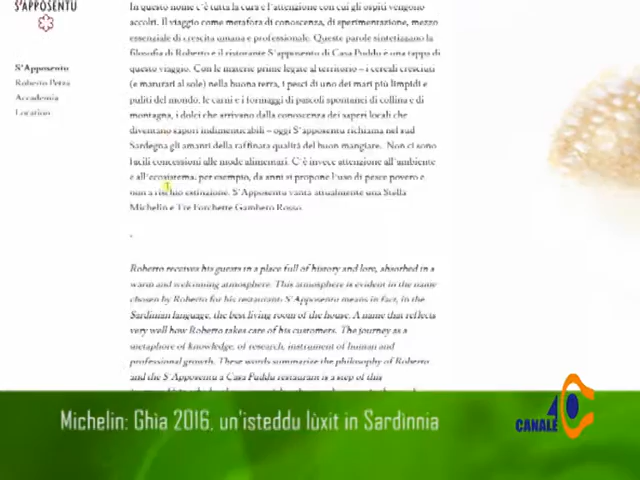 S'APPOSENTU
S'Apposentu
Roberto Petza
Accademia
Location
In questo nome c'è tutta la cura e l'attenzione con cui gli ospiti vengono
accolti. Il viaggio come metafora di conoscenza, di sperimentazione, mezzo
essenziale di crescita umana e professionale. Queste parole sintetizzano la
filosofia di Roberto e il ristorante S'apposentu di Casa Puddu è una tappa di
questo viaggio. Con le materie prime legate al territorio – i cereali cresciuti
(e maturati al sole) nella buona terra, i pesci di uno dei mari più limpidi e
puliti del mondo, le carni e i formaggi di pascoli spontanei di collina e di
montagna, i dolci che arrivano dalla conoscenza dei saperi locali che
diventano sapori indimenticabili – oggi S'apposentu richiama nel sud
Sardegna gli amanti della raffinata qualità del buon mangiare. Non ci sono
facili concessioni alle mode alimentari. C'è invece attenzione all'ambiente
e all'ecosistema, per esempio, da anni si propone l'uso di pesce povero e
non a rischio estinzione. S'Apposentu vanta attualmente una Stella
Michelin e Tre Forchette Gambero Rosso.
.
Roberto receives his guests in a place full of history and lore, absorbed in a
warm and welcoming atmosphere. This atmosphere is evident in the name
chosen by Roberto for his restaurant: S'Apposentu means in fact, in the
Sardinian language, the best living room of the house. A name that reflects
very well how Roberto takes care of his customers. The journey as a
metaphore of knowledge, of research, instrument of human and
professional growth. These words summarize the philosophy of Roberto
and the S'Apposentu a Casa Puddu restaurant is a step of this
Michelin: Ghìa 2016, un'isteddu lùxit in Sardìnnia
CANALE 40